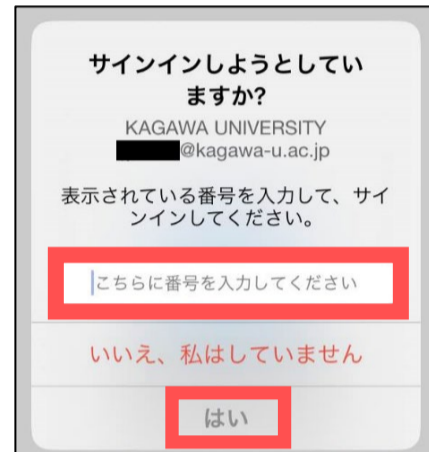 サインインしようとしてい
ますか?
KAGAWA UNIVERSITY
@kagawa-u.ac.jp
表示されている番号を入力して、サイ
ンインしてください。
こちらに番号を入力してください
いいえ、私はしていません
はい